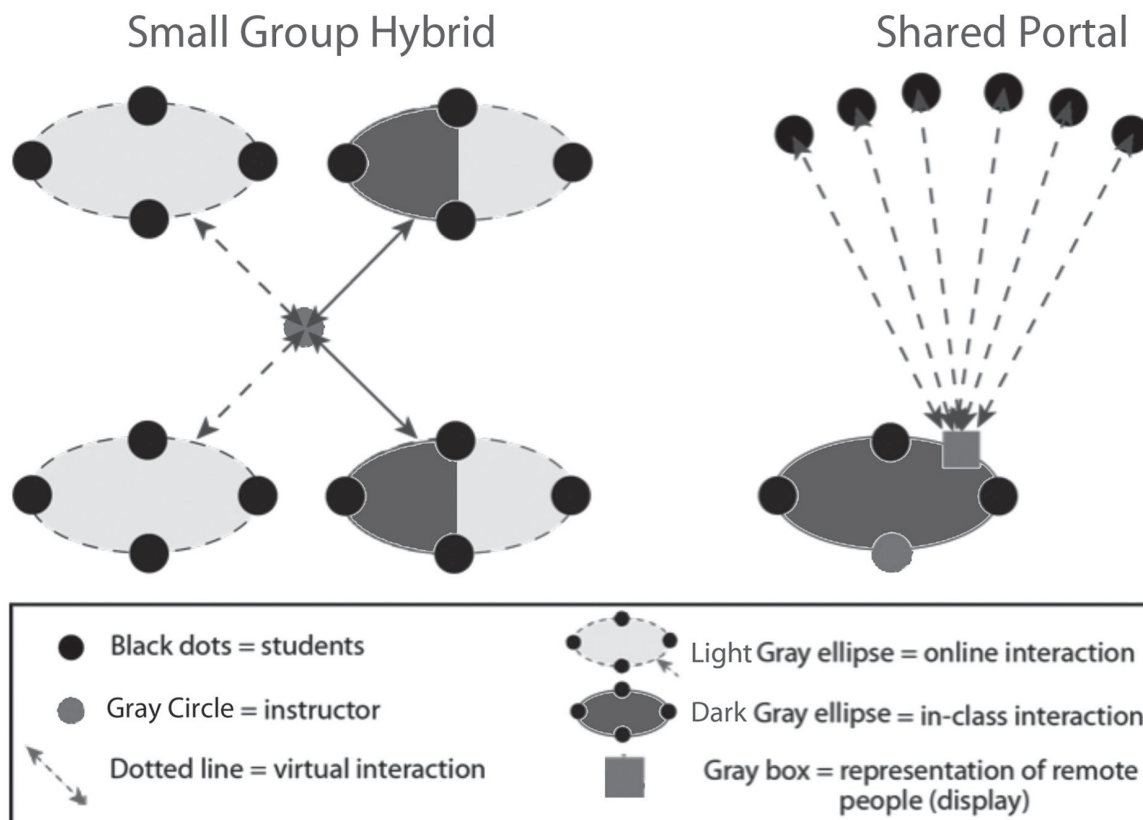 Small Group Hybrid
Shared Portal
Black dots = students
Gray Circle = instructor
Dotted line = virtual interaction
Light Gray ellipse = online interaction
Dark Gray ellipse = in-class interaction
Gray box = representation of remote
people (display)